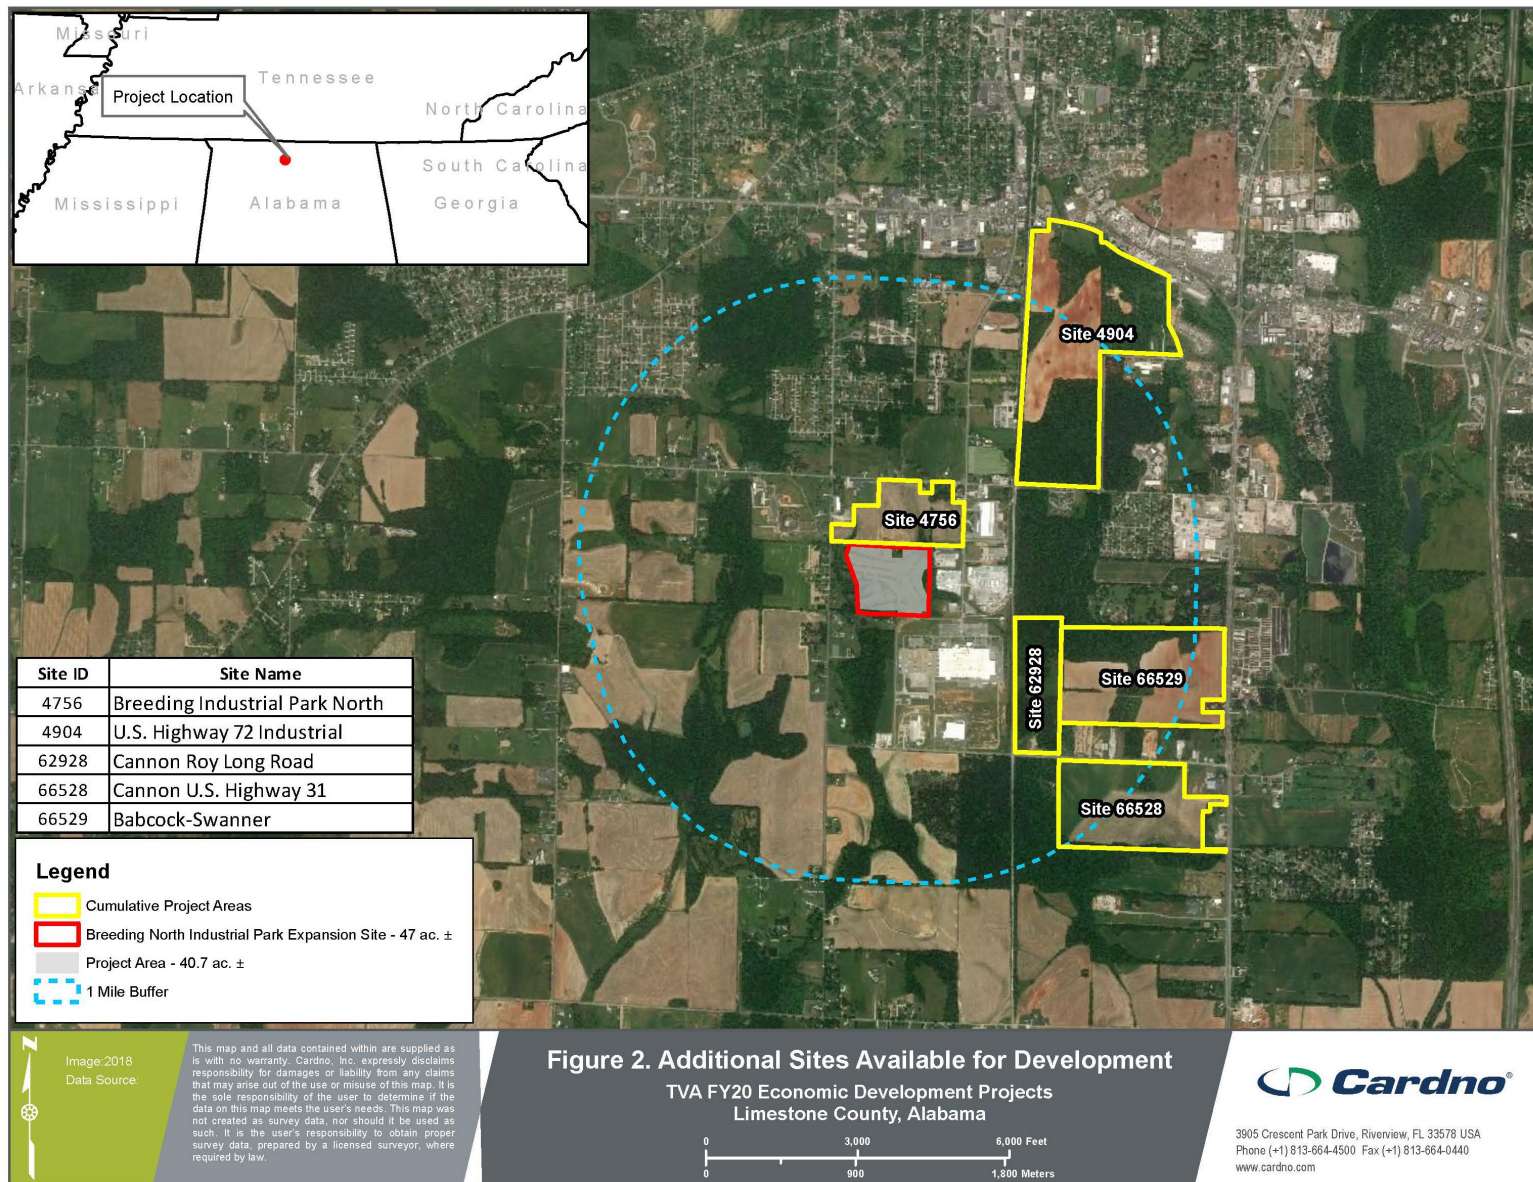 Missouri
Tennessee
Arkansa
Project Location
North Carolina
South Carolina
Mississippi
Alabama
Georgia
Site 4904
Site 4756
Site 62928
Site 66529
Site 66528
Site ID Site Name
4756 Breeding Industrial Park North
4904 U.S. Highway 72 Industrial
62928 Cannon Roy Long Road
66528 Cannon U.S. Highway 31
66529 Babcock-Swanner
Legend
Cumulative Project Areas
Breeding North Industrial Park Expansion Site - 47 ac. ±
Project Area - 40.7 ac. ±
1 Mile Buffer
N
Image:2018
Data Source:
This map and all data contained within are supplied as
is with no warranty. Cardno, Inc. expressly disclaims
responsibility for damages or liability from any claims
that may arise out of the use or misuse of this map. It is
the sole responsibility of the user to determine if the
data on this map meets the user's needs. This map was
not created as survey data, nor should it be used as
such. It is the user's responsibility to obtain proper
survey data, prepared by a licensed surveyor, where
required by law.
Figure 2. Additional Sites Available for Development
TVA FY20 Economic Development Projects
Limestone County, Alabama
0 3,000 6,000 Feet
0 900 1,800 Meters
Cardno®
3905 Crescent Park Drive, Riverview, FL 33578 USA
Phone (+1) 813-664-4500 Fax (+1) 813-664-0440
www.cardno.com